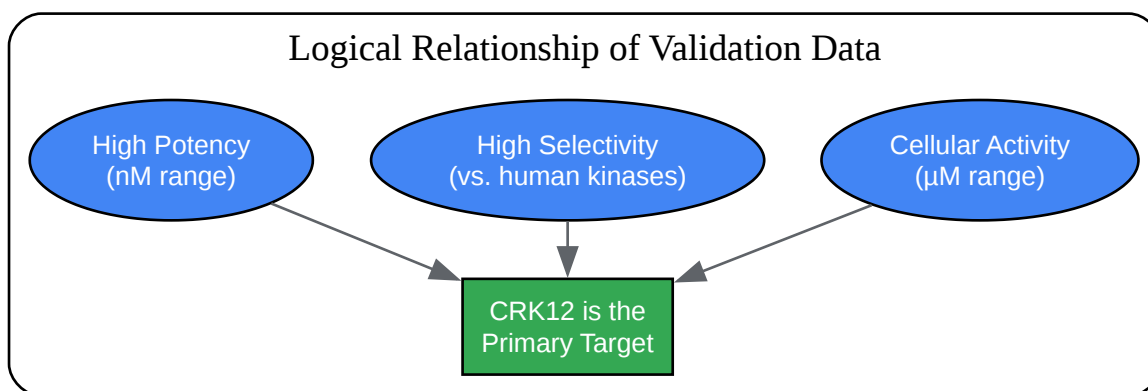 Logical Relationship of Validation Data
High Potency
(nM range)
High Selectivity
(vs. human kinases)
Cellular Activity
(µM range)
CRK12 is the
Primary Target